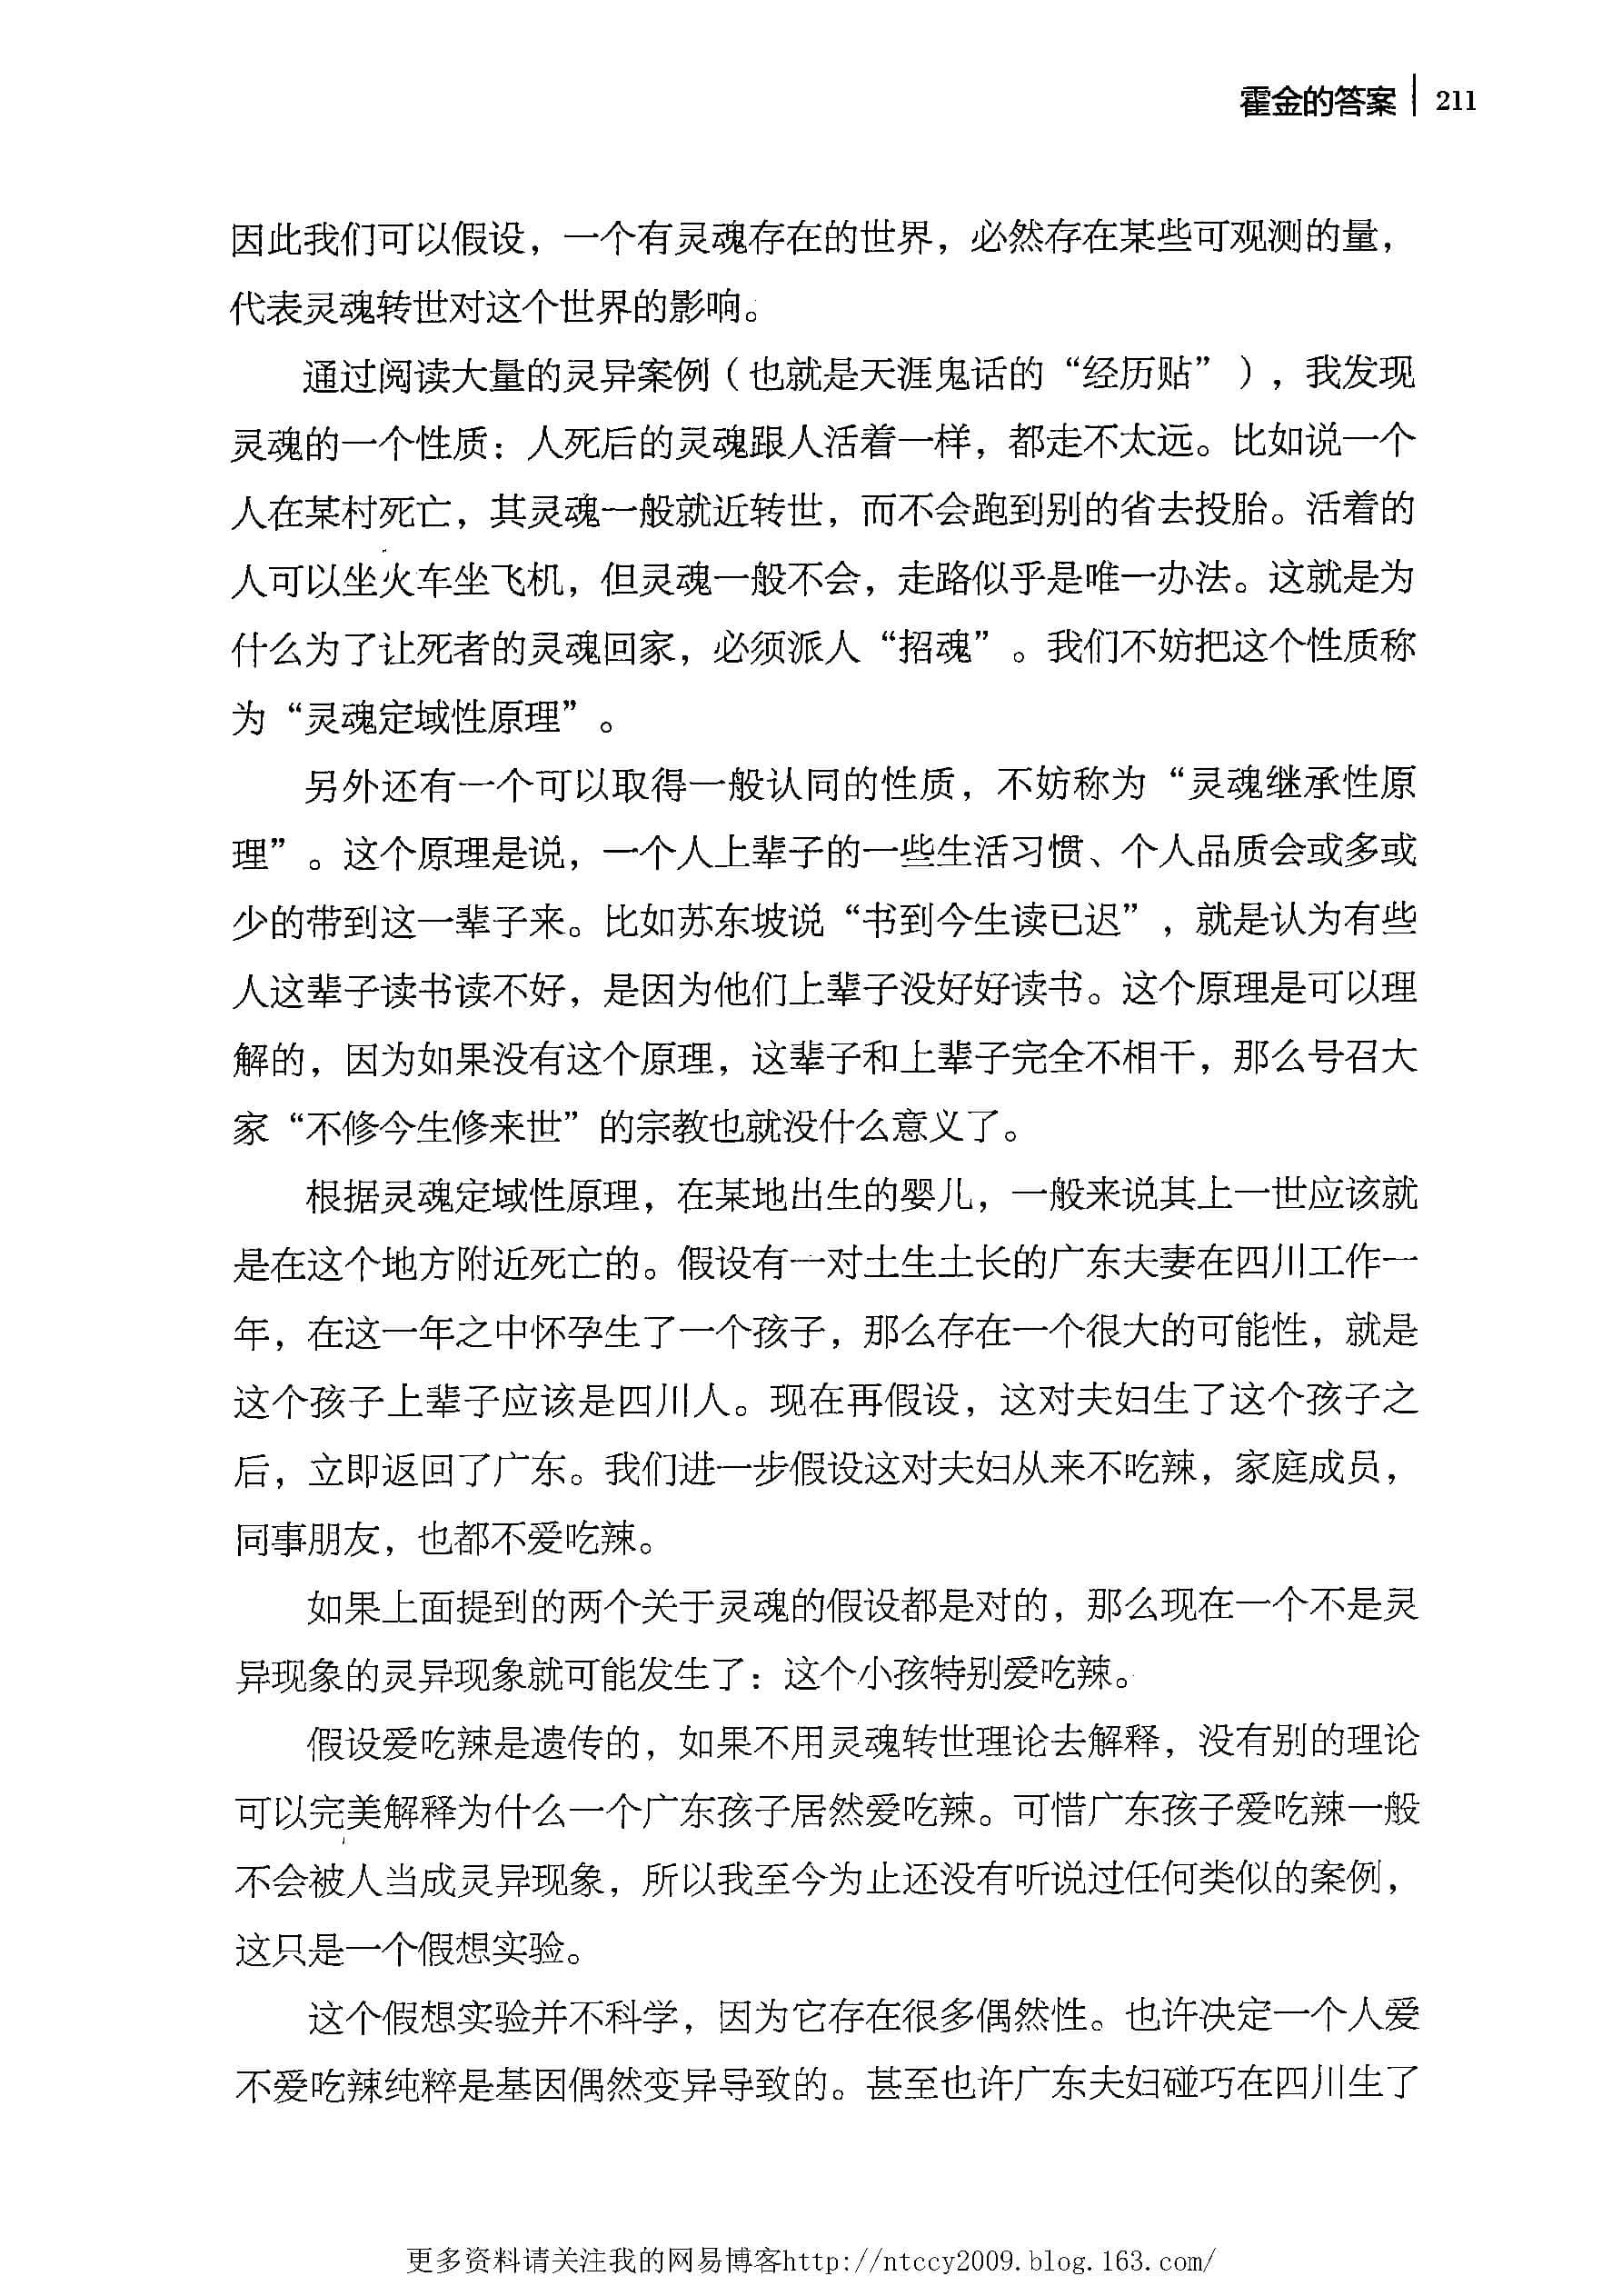 霍金的答案 211
因此我们可以假设，一个有灵魂存在的世界，必然存在某些可观测的量，
代表灵魂转世对这个世界的影响。
通过阅读大量的灵异案例（也就是天涯鬼话的“经历贴”），我发现
灵魂的一个性质：人死后的灵魂跟人活着一样，都走不太远。比如说一个
人在某村死亡，其灵魂一般就近转世，而不会跑到别的省去投胎。活着的
人可以坐火车坐飞机，但灵魂一般不会，走路似乎是唯一办法。这就是为
什么为了让死者的灵魂回家，必须派人“招魂”。我们不妨把这个性质称
为“灵魂定域性原理”。
另外还有一个可以取得一般认同的性质，不妨称为“灵魂继承性原
理”。这个原理是说，一个人上辈子的一些生活习惯、个人品质会或多或
少的带到这一辈子来。比如苏东坡说“书到今生读已迟”，就是认为有些
人这辈子读书读不好，是因为他们上辈子没好好读书。这个原理是可以理
解的，因为如果没有这个原理，这辈子和上辈子完全不相干，那么号召大
家“不修今生修来世”的宗教也就没什么意义了。
根据灵魂定域性原理，在某地出生的婴儿，一般来说其上一世应该就
是在这个地方附近死亡的。假设有一对土生土长的广东夫妻在四川工作一
年，在这一年之中怀孕生了一个孩子，那么存在一个很大的可能性，就是
这个孩子上辈子应该是四川人。现在再假设，这对夫妇生了这个孩子之
后，立即返回了广东。我们进一步假设这对夫妇从来不吃辣，家庭成员，
同事朋友，也都不爱吃辣。
如果上面提到的两个关于灵魂的假设都是对的，那么现在一个不是灵
异现象的灵异现象就可能发生了：这个小孩特别爱吃辣。
假设爱吃辣是遗传的，如果不用灵魂转世理论去解释，没有别的理论
可以完美解释为什么一个广东孩子居然爱吃辣。可惜广东孩子爱吃辣一般
不会被人当成灵异现象，所以我至今为止还没有听说过任何类似的案例，
这只是一个假想实验。
这个假想实验并不科学，因为它存在很多偶然性。也许决定一个人爱
不爱吃辣纯粹是基因偶然变异导致的。甚至也许广东夫妇碰巧在四川生了
更多资料请关注我的网易博客http://ntccy2009.blog.163.com/